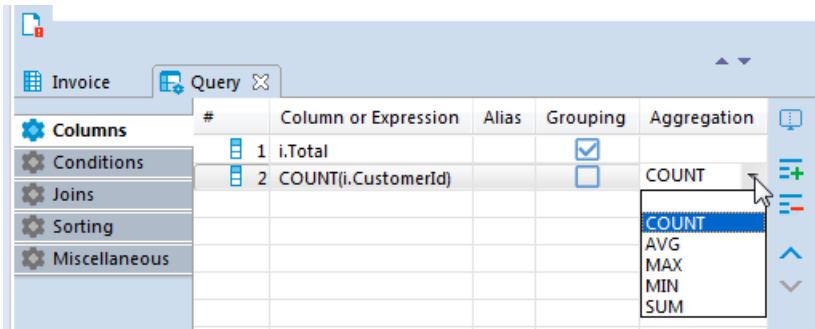 Invoice Query
# Column or Expression Alias Grouping Aggregation
Columns
Conditions
Joins
Sorting
Miscellaneous
1 i.Total
2 COUNT(i.CustomerId) COUNT
COUNT
AVG
MAX
MIN
SUM